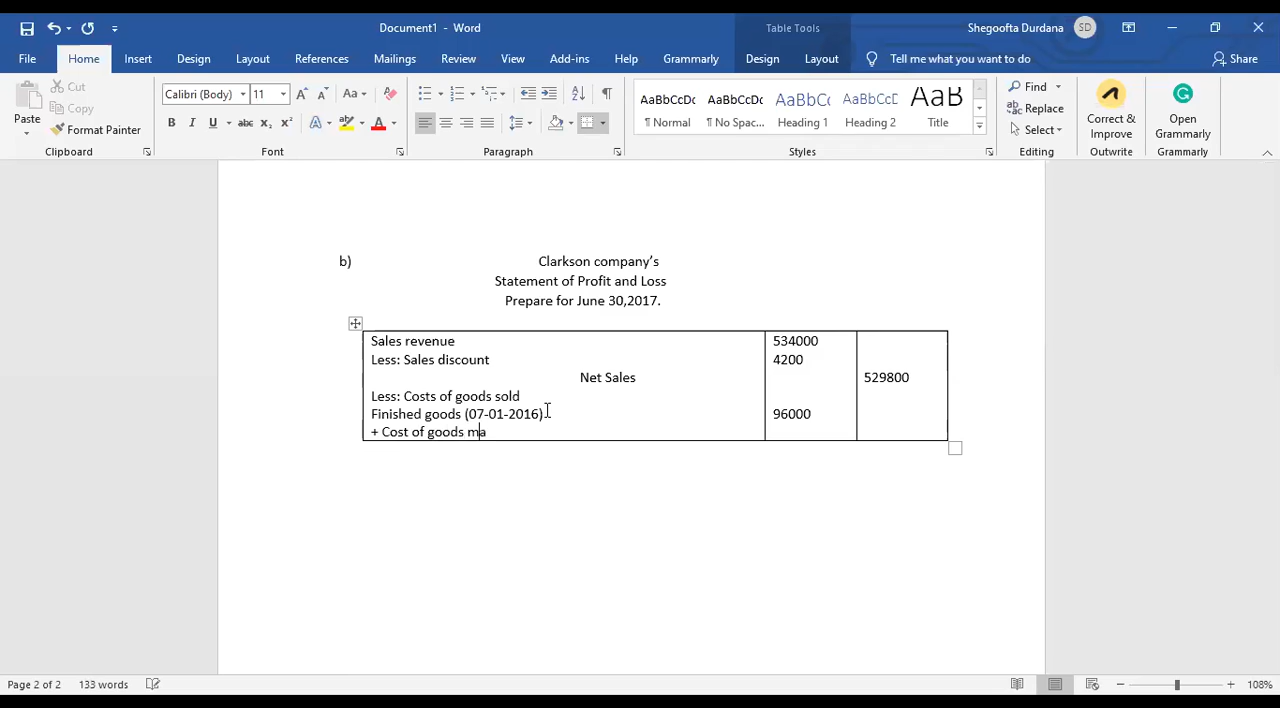 Document1 - Word
Table Tools
Shegoofta Durdana
SD
File
Home
Insert
Design
Layout
References
Mailings
Review
View
Add-ins
Help
Grammarly
Design
Layout
Tell me what you want to do
Share
Paste
Cut
Copy
Format Painter
Clipboard
Calibri (Body)
11
Font
Paragraph
AaBbCcDc
¶ Normal
AaBbCcDc
¶ No Spac...
AaBbCc
Heading 1
AaBbCcD
Heading 2
AaB
Title
Styles
Find
Replace
Select
Editing
Correct &
Improve
Outwrite
Open
Grammarly
Grammarly
b) Clarkson company's
Statement of Profit and Loss
Prepare for June 30,2017.
Sales revenue 534000
Less: Sales discount 4200
Net Sales 529800
Less: Costs of goods sold
Finished goods (07-01-2016) 96000
+ Cost of goods ma
Page 2 of 2
133 words
108%